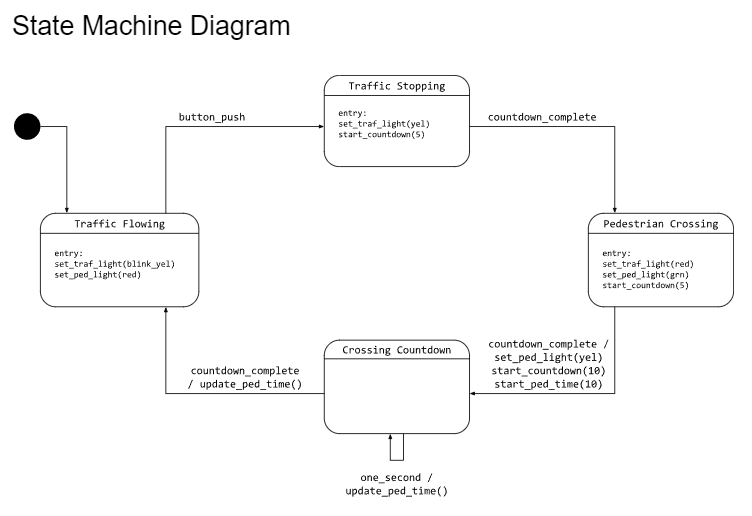 State Machine Diagram
Traffic Stopping
entry:
set_traf_light(yel)
start_countdown(5)
button_push
countdown_complete
Traffic Flowing
entry:
set_traf_light(blink_yel)
set_ped_light(red)
Pedestrian Crossing
entry:
set_traf_light(red)
set_ped_light(grn)
start_countdown(5)
Crossing Countdown
countdown_complete /
set_ped_light(yel)
start_countdown(10)
start_ped_time(10)
countdown_complete
/ update_ped_time()
one_second /
update_ped_time()